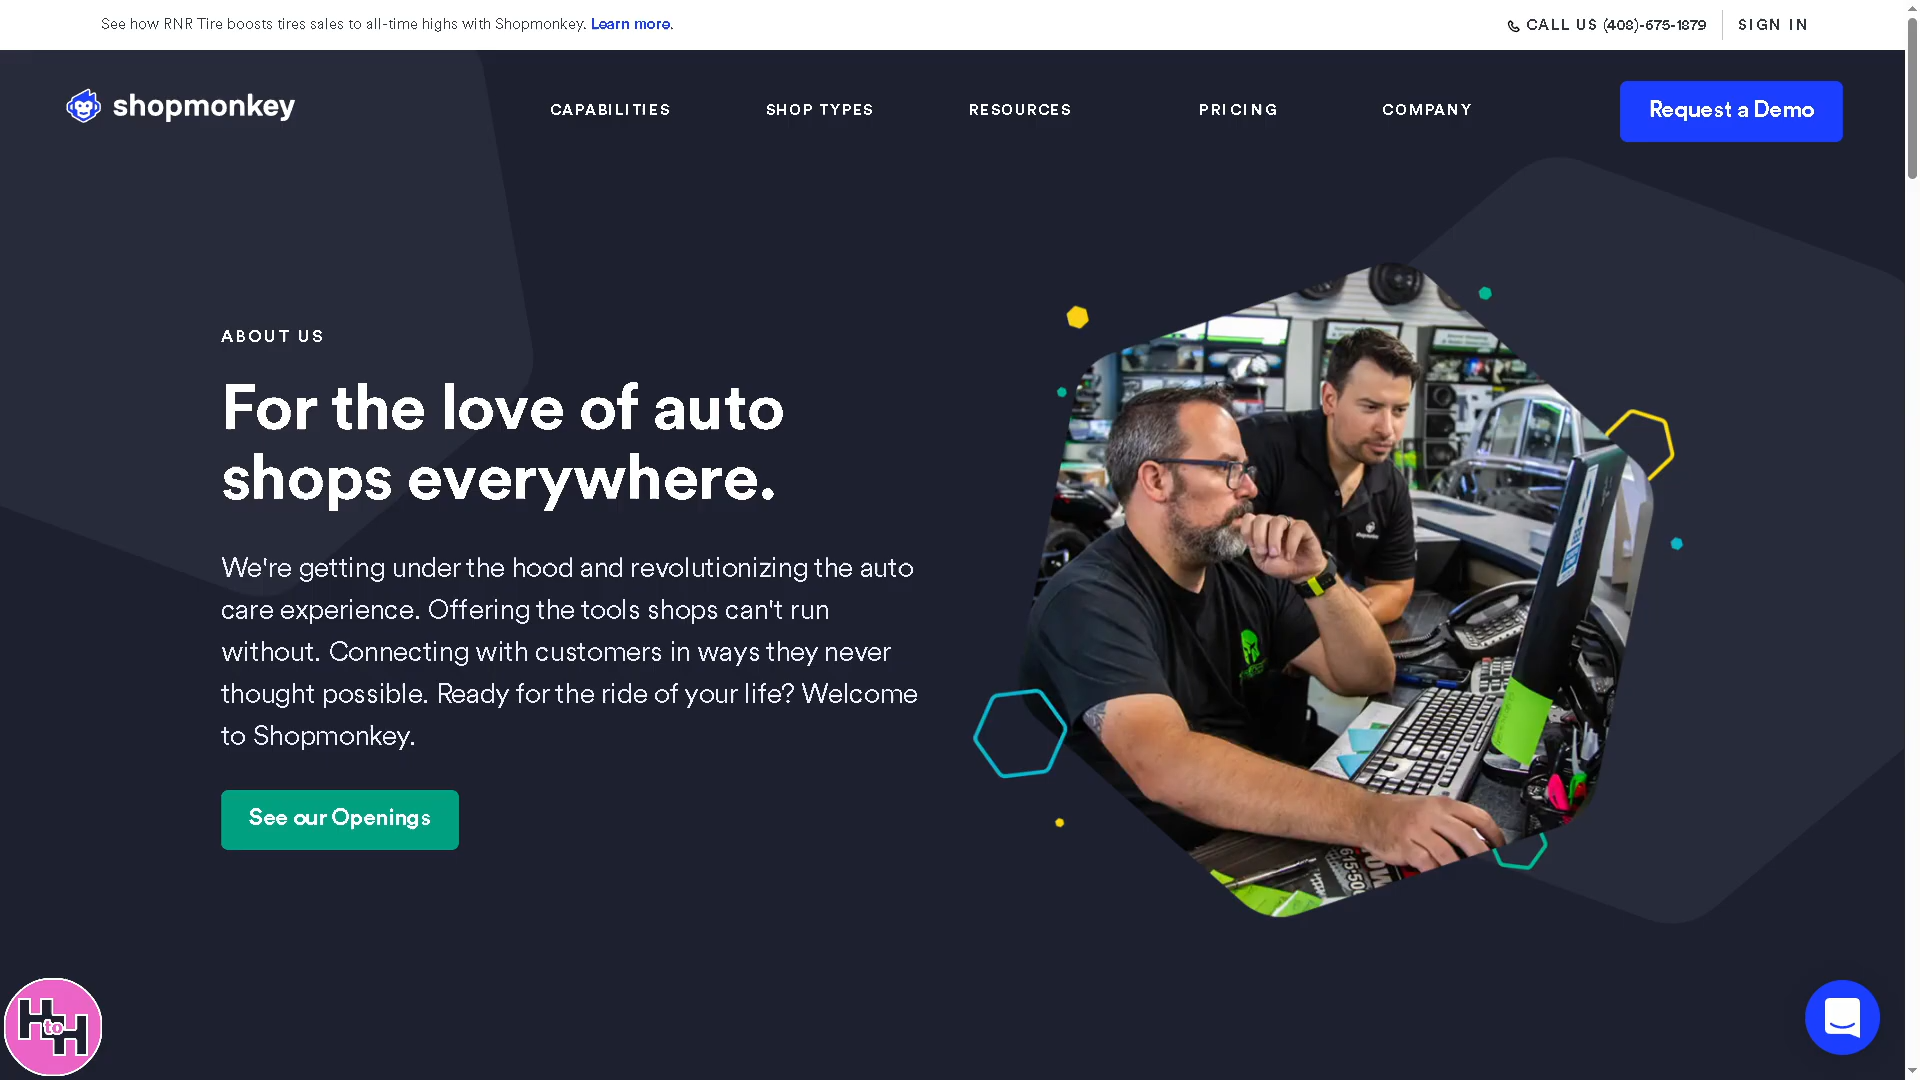 See how RNR Tire boosts tires sales to all-time highs with Shopmonkey. Learn more.
CALL US (408)-675-1879
SIGN IN
shopmonkey
CAPABILITIES
SHOP TYPES
RESOURCES
PRICING
COMPANY
Request a Demo
ABOUT US
For the love of auto
shops everywhere.
We're getting under the hood and revolutionizing the auto
care experience. Offering the tools shops can't run
without. Connecting with customers in ways they never
thought possible. Ready for the ride of your life? Welcome
to Shopmonkey.
See our Openings
H to H